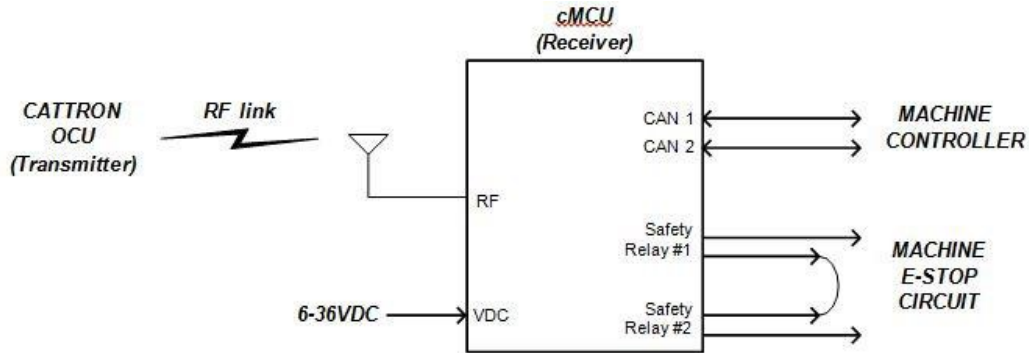 cMCU
(Receiver)
CATTRON
OCU
(Transmitter)
RF link
RF
6-36VDC
VDC
CAN 1
CAN 2
Safety
Relay #1
Safety
Relay #2
MACHINE
CONTROLLER
MACHINE
E-STOP
CIRCUIT